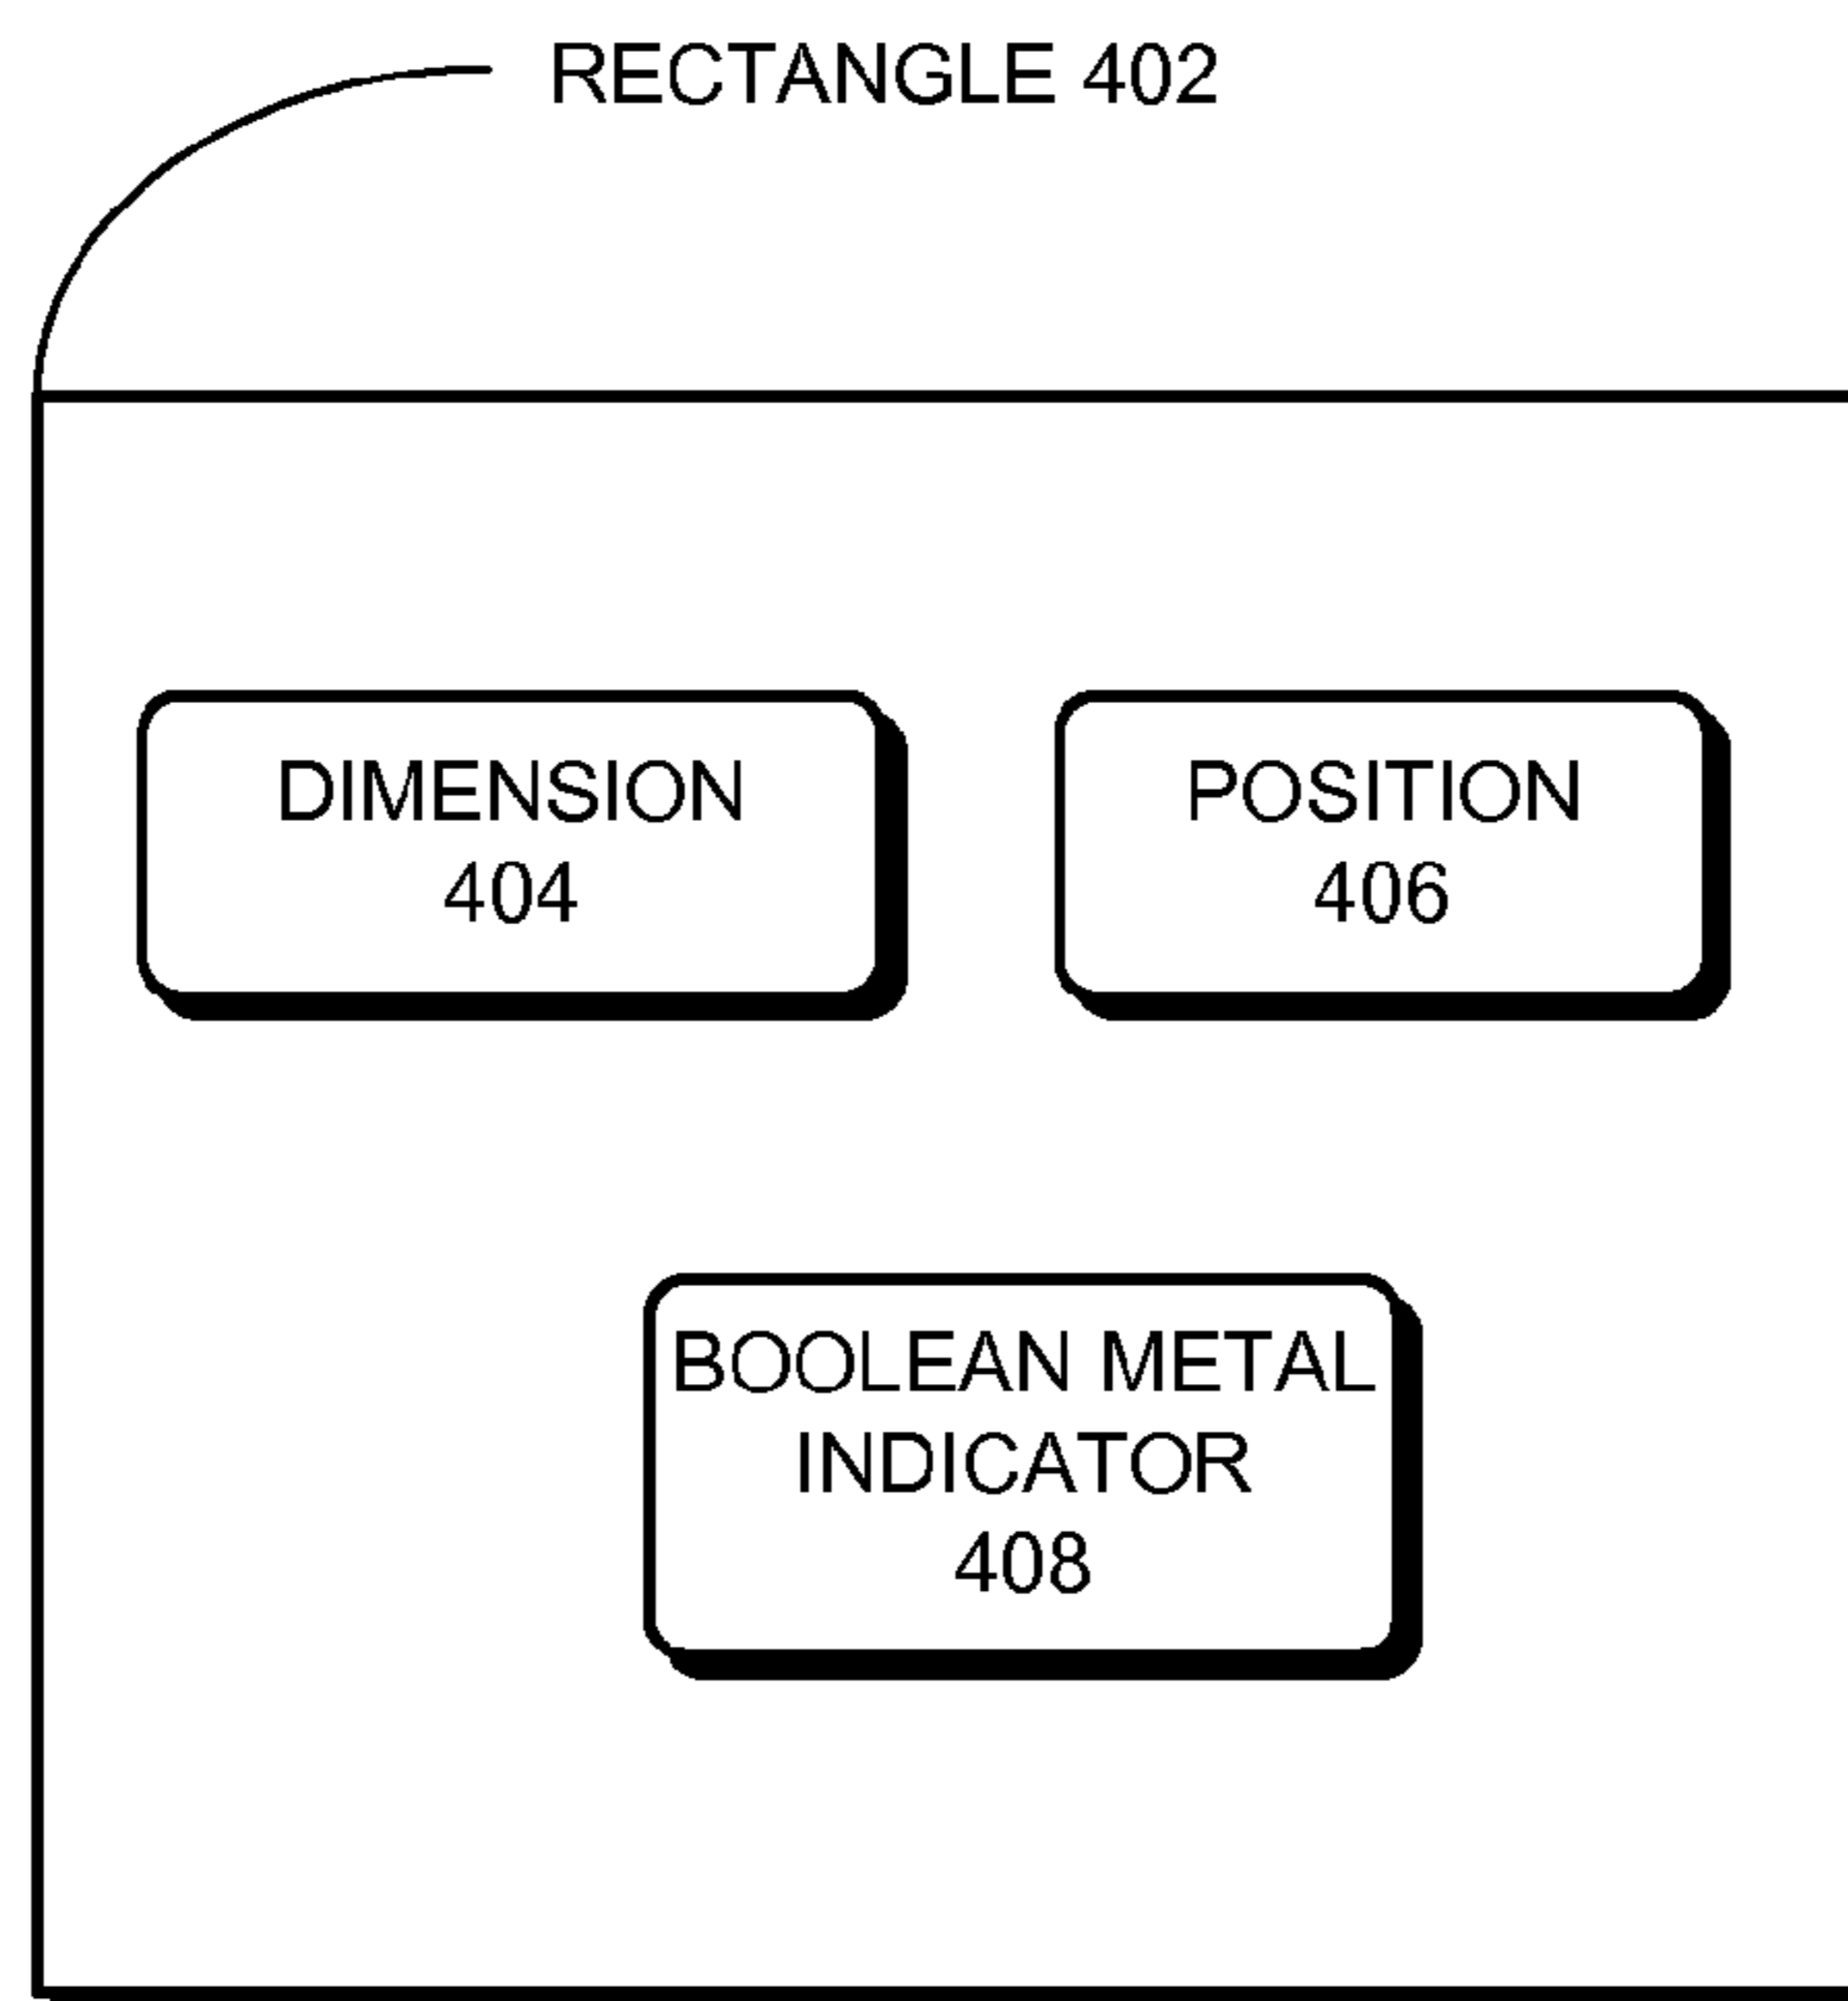 RECTANGLE 402
DIMENSION
404
POSITION
406
BOOLEAN METAL
INDICATOR
408